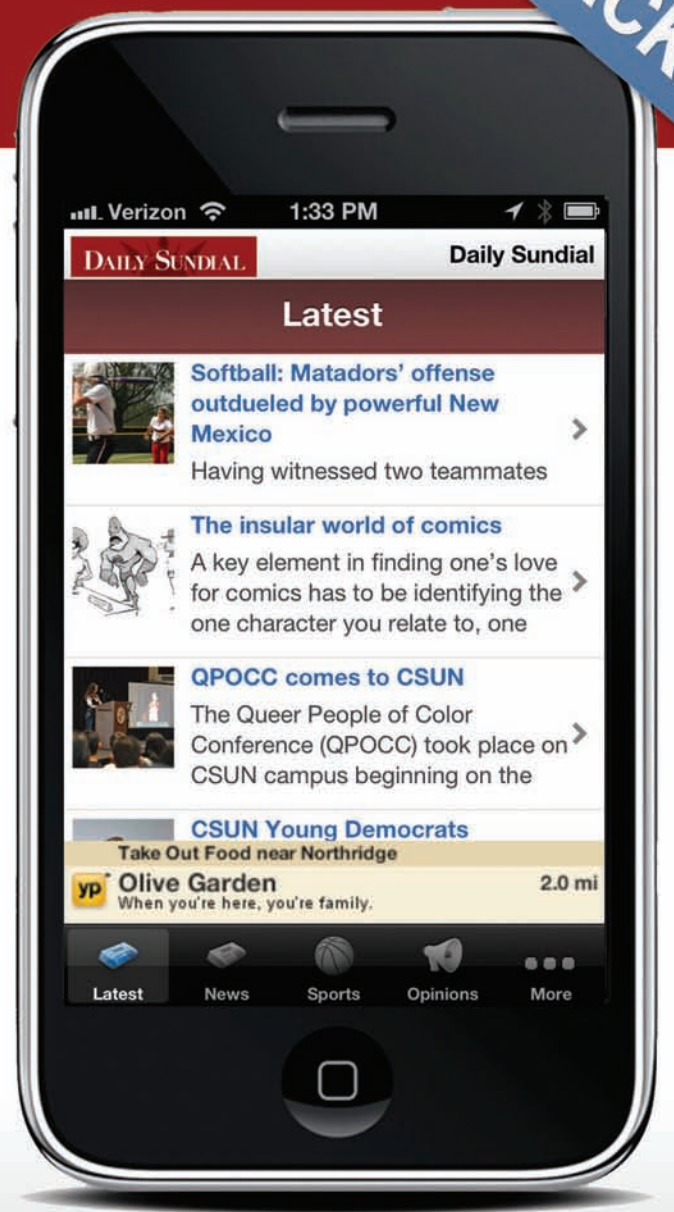 Verizon 1:33 PM
DAILY SUNDIAL Daily Sundial
Latest
Softball: Matadors' offense
outdueled by powerful New
Mexico
Having witnessed two teammates
The insular world of comics
A key element in finding one's love
for comics has to be identifying the
one character you relate to, one
QPOCC comes to CSUN
The Queer People of Color
Conference (QPOCC) took place on
CSUN campus beginning on the
CSUN Young Democrats
Take Out Food near Northridge
yp Olive Garden 2.0 mi
When you're here, you're family.
Latest News Sports Opinions More